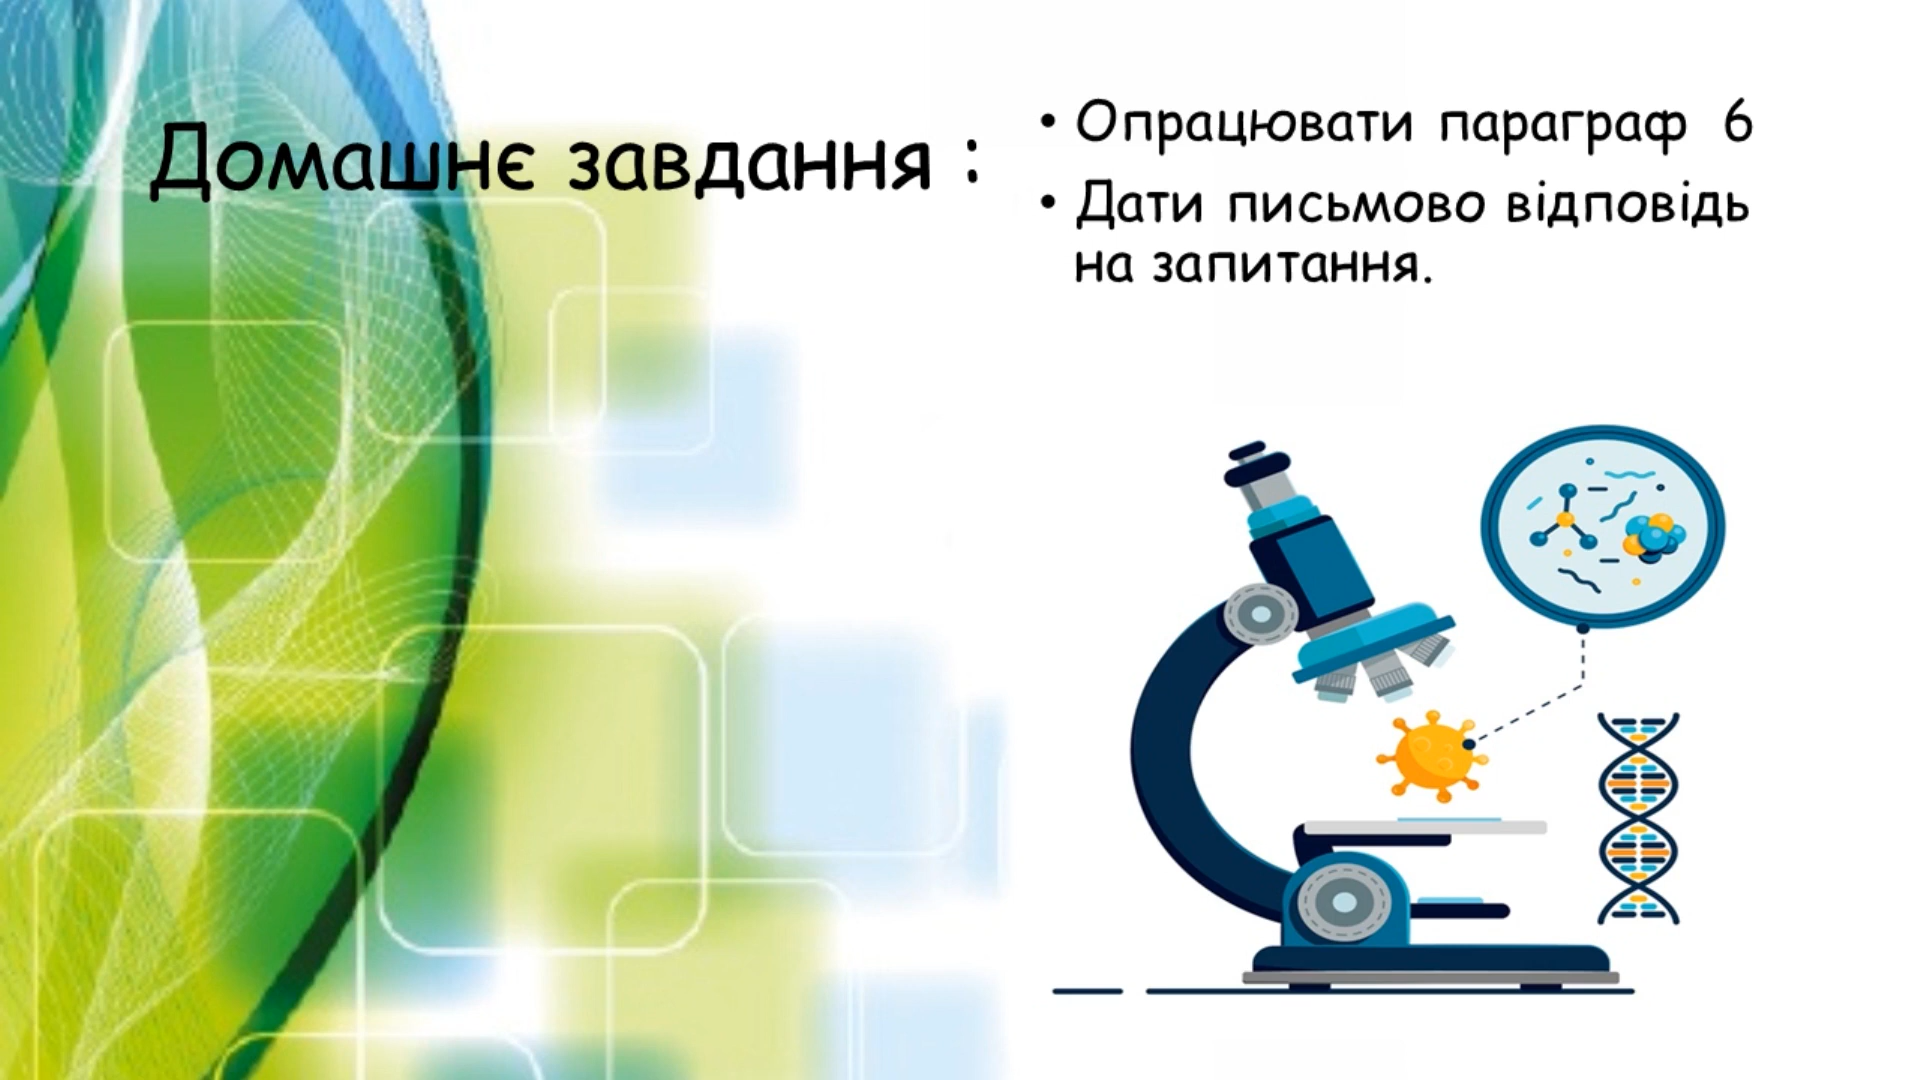 Домашнє завдання :
• Опрацювати параграф 6
• Дати письмово відповідь
на запитання.